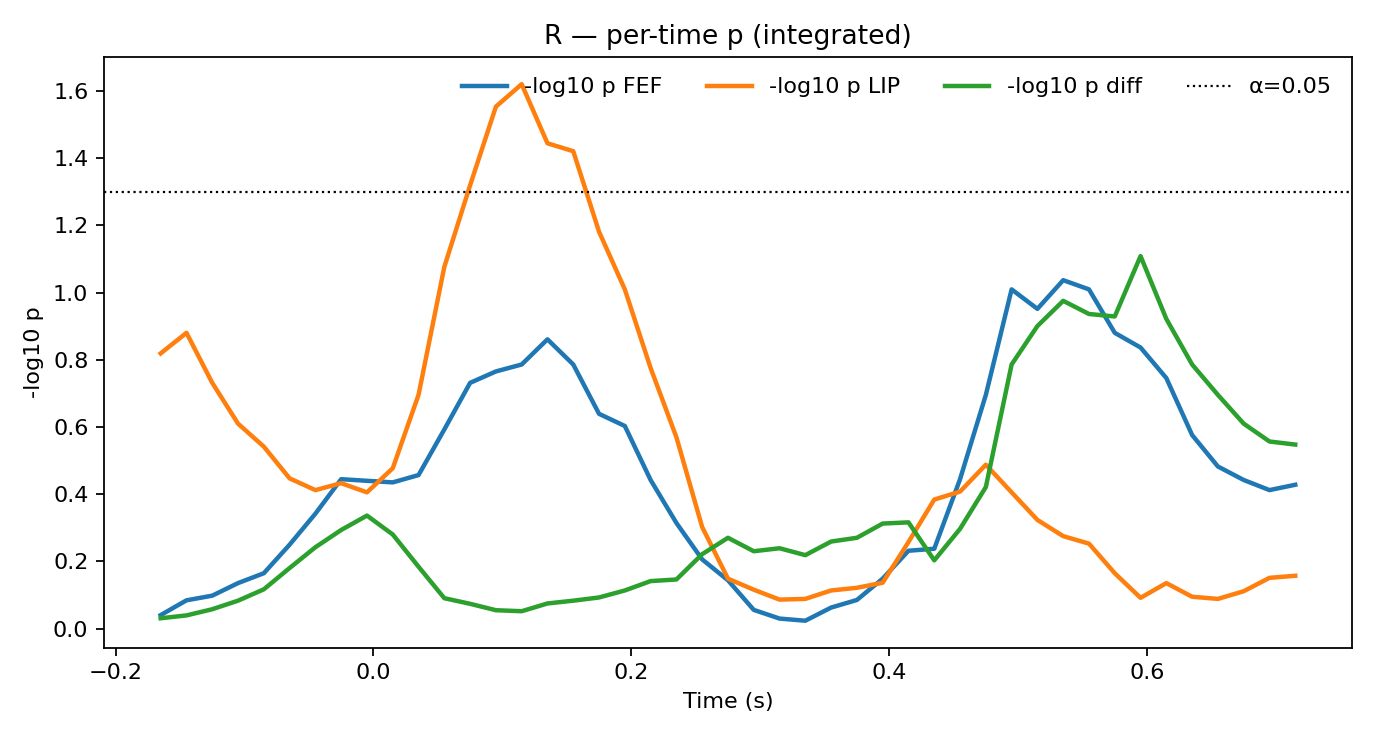 R — per-time p (integrated)
-log10 p FEF
-log10 p LIP
-log10 p diff
α=0.05
1.6
1.4
1.2
1.0
0.8
0.6
0.4
0.2
0.0
-log10 p
−0.2
0.0
0.2
0.4
0.6
Time (s)